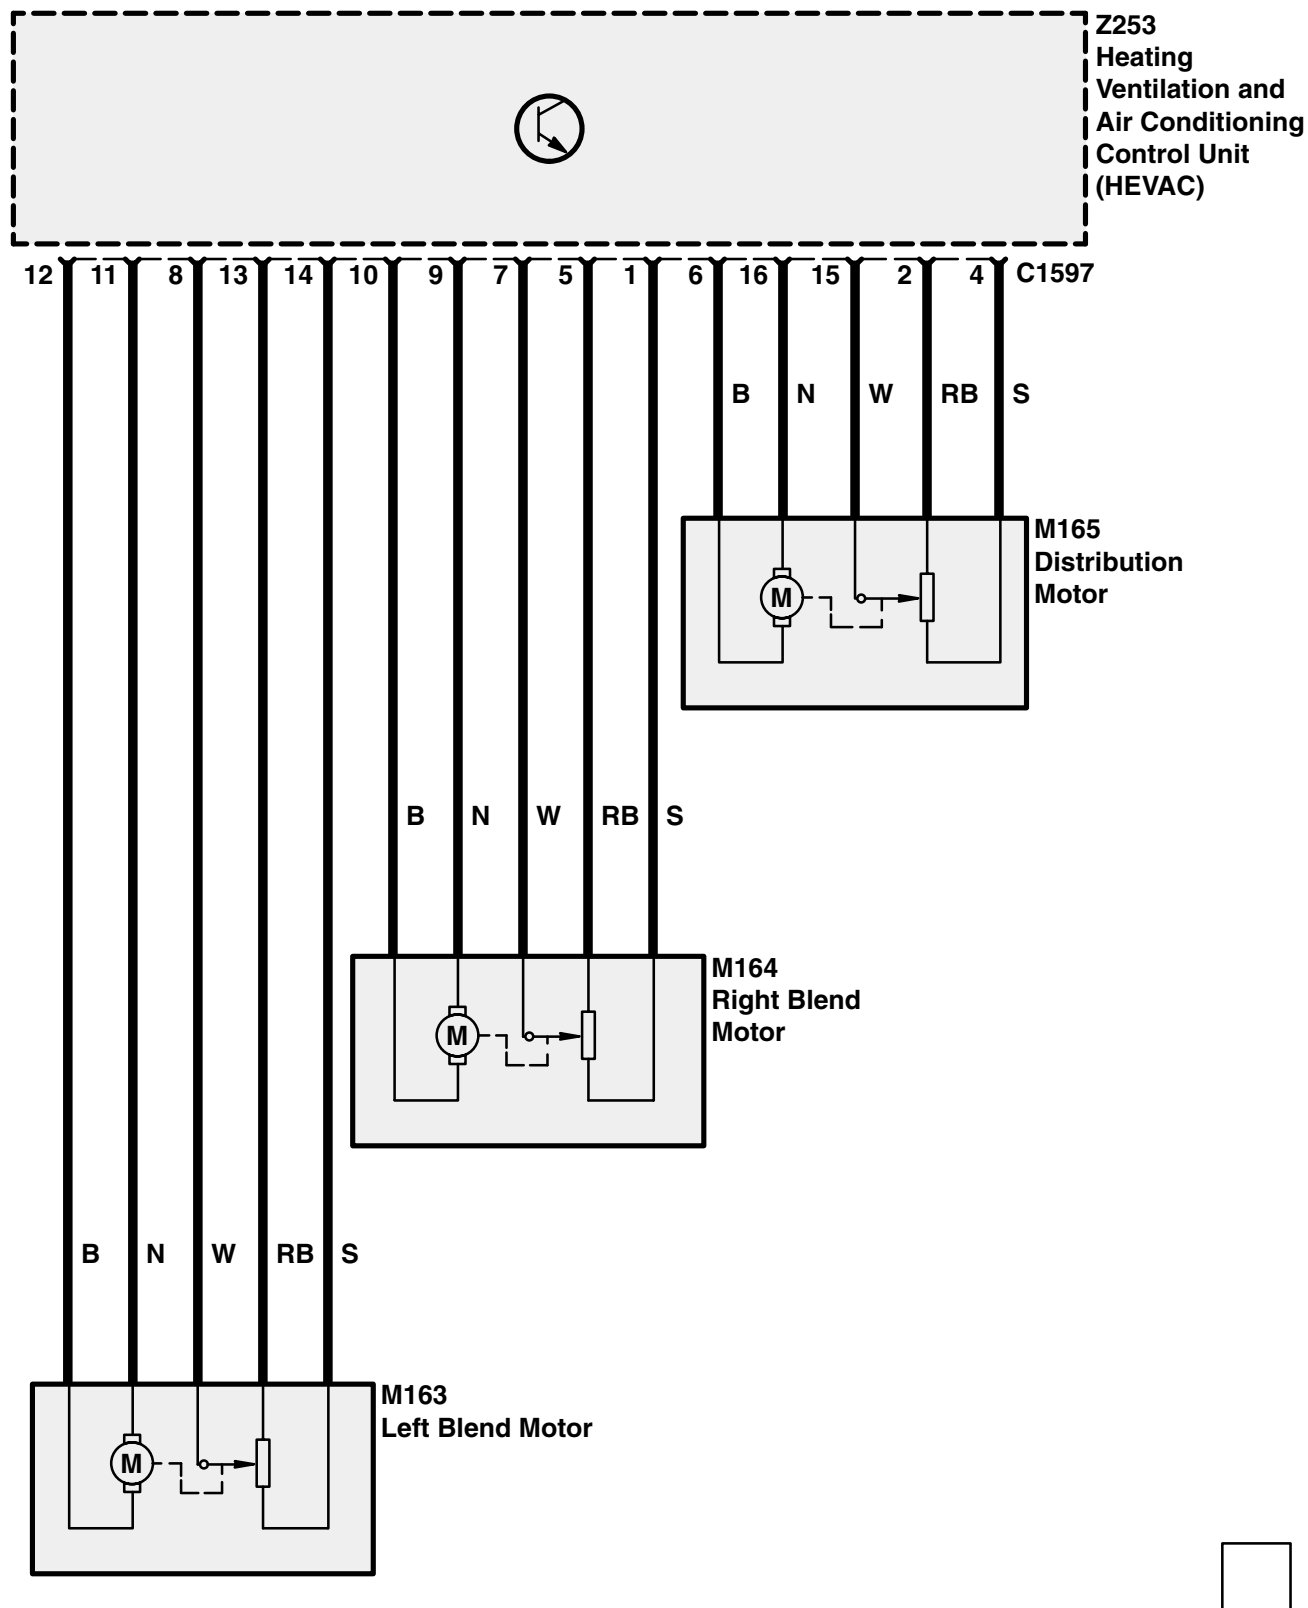 Z253
Heating
Ventilation and
Air Conditioning
Control Unit
(HEVAC)
12 11 8 13 14 10 9 7 5 1 6 16 15 2 4 C1597
B N W RB S
M165
Distribution
Motor
M
B N W RB S
M164
Right Blend
Motor
M
B N W RB S
M163
Left Blend Motor
M